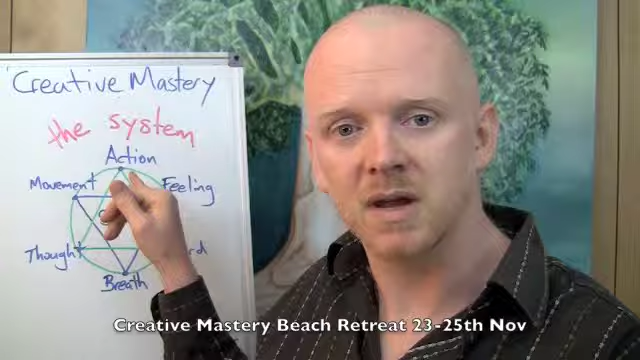 Creative Mastery
the system
Action
Movement
Feeling
Thought
Breath
Creative Mastery Beach Retreat 23-25th Nov